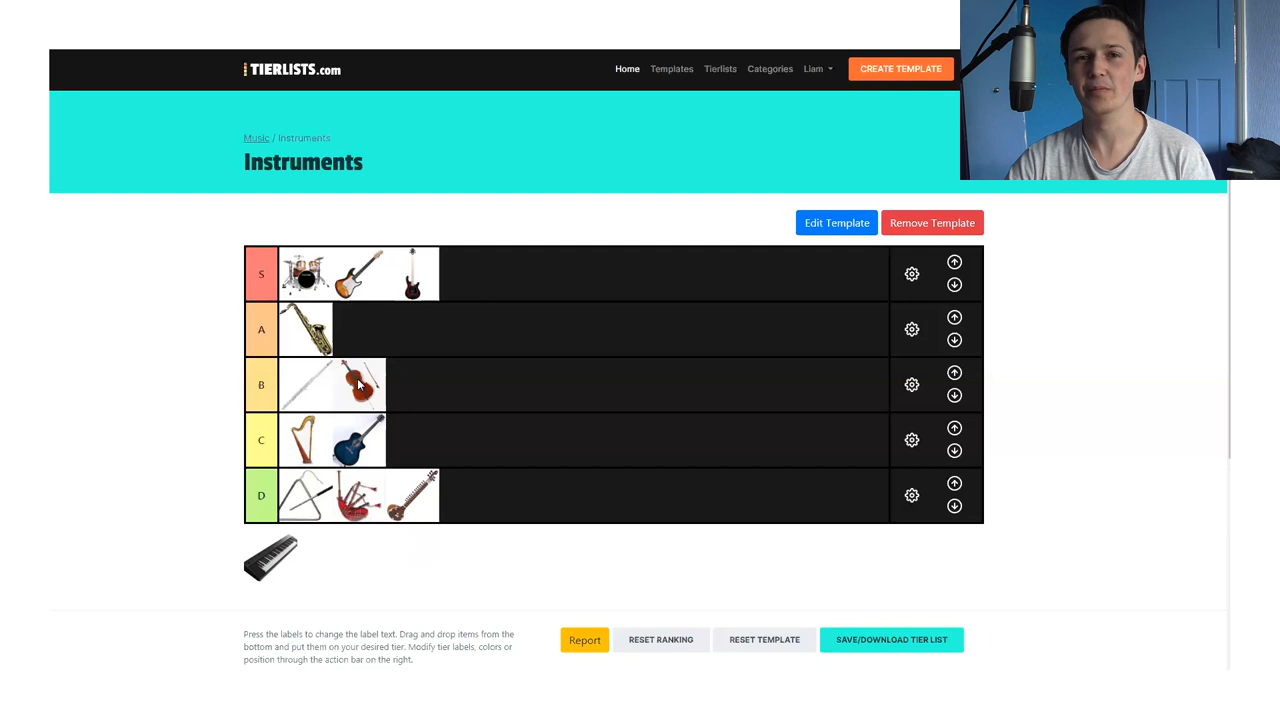 TIERLISTS.com
Home Templates Tierlists Categories Liam CREATE TEMPLATE
Music / Instruments
Instruments
Edit Template Remove Template
S
A
B
C
D
Press the labels to change the label text. Drag and drop items from the
bottom and put them on your desired tier. Modify tier labels, colors or
position through the action bar on the right.
Report RESET RANKING RESET TEMPLATE SAVE/DOWNLOAD TIER LIST